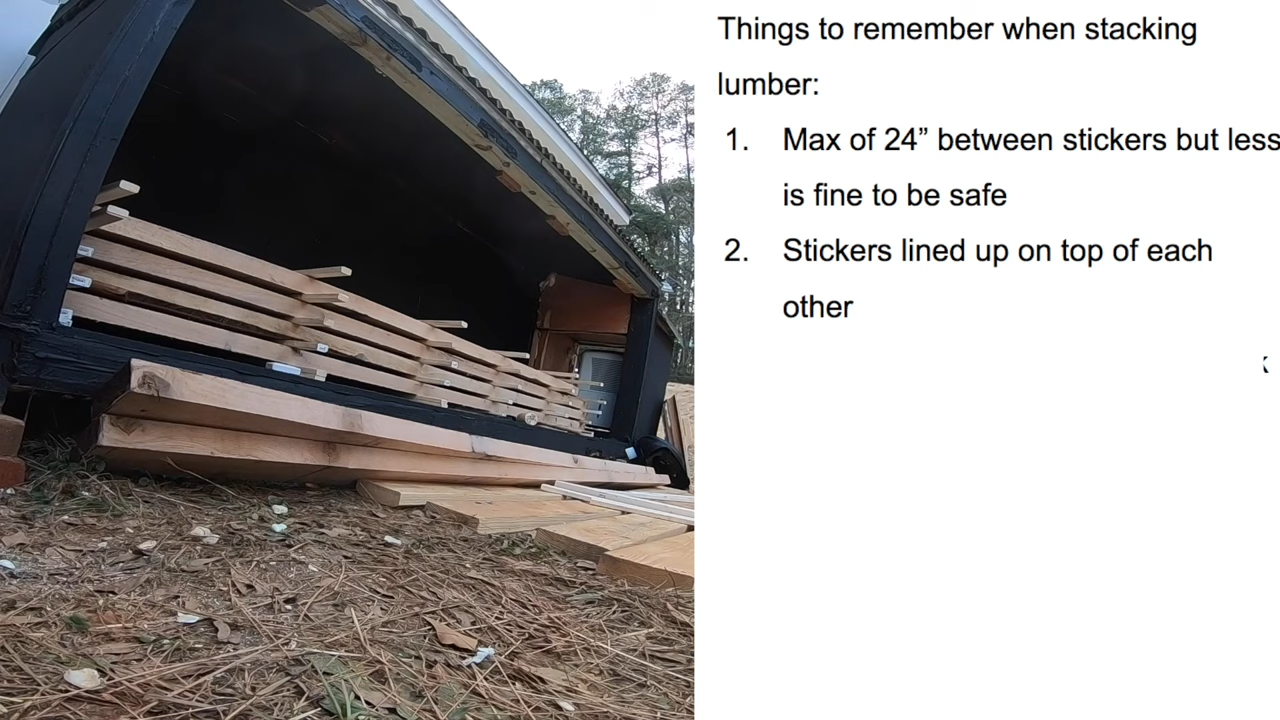 Things to remember when stacking
lumber:
1. Max of 24” between stickers but less
is fine to be safe
2. Stickers lined up on top of each
other